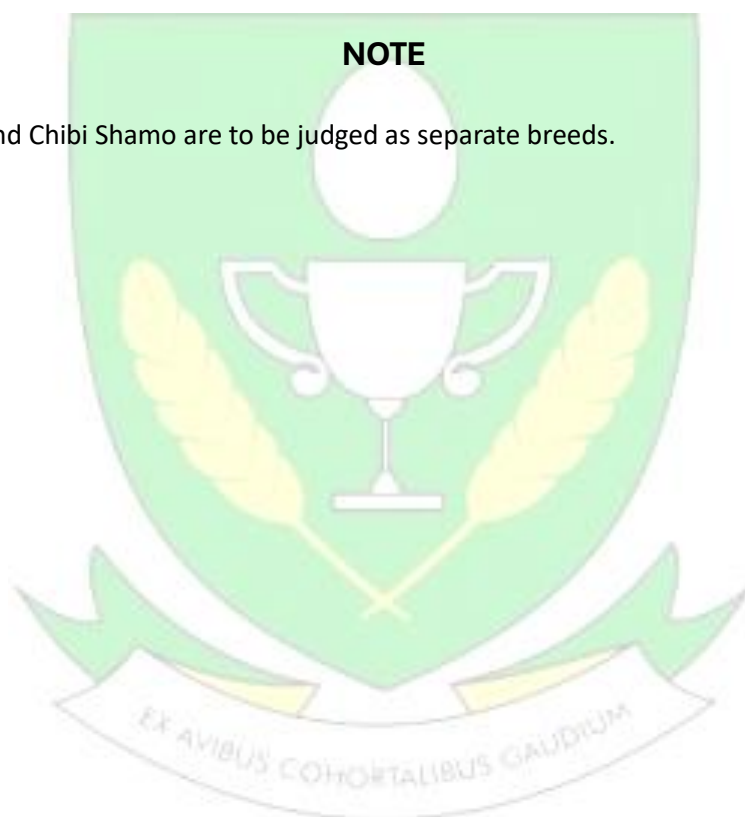 NOTE
nd Chibi Shamo are to be judged as separate breeds.
EX AVIBUS COHORTALIBUS GAUDIUM